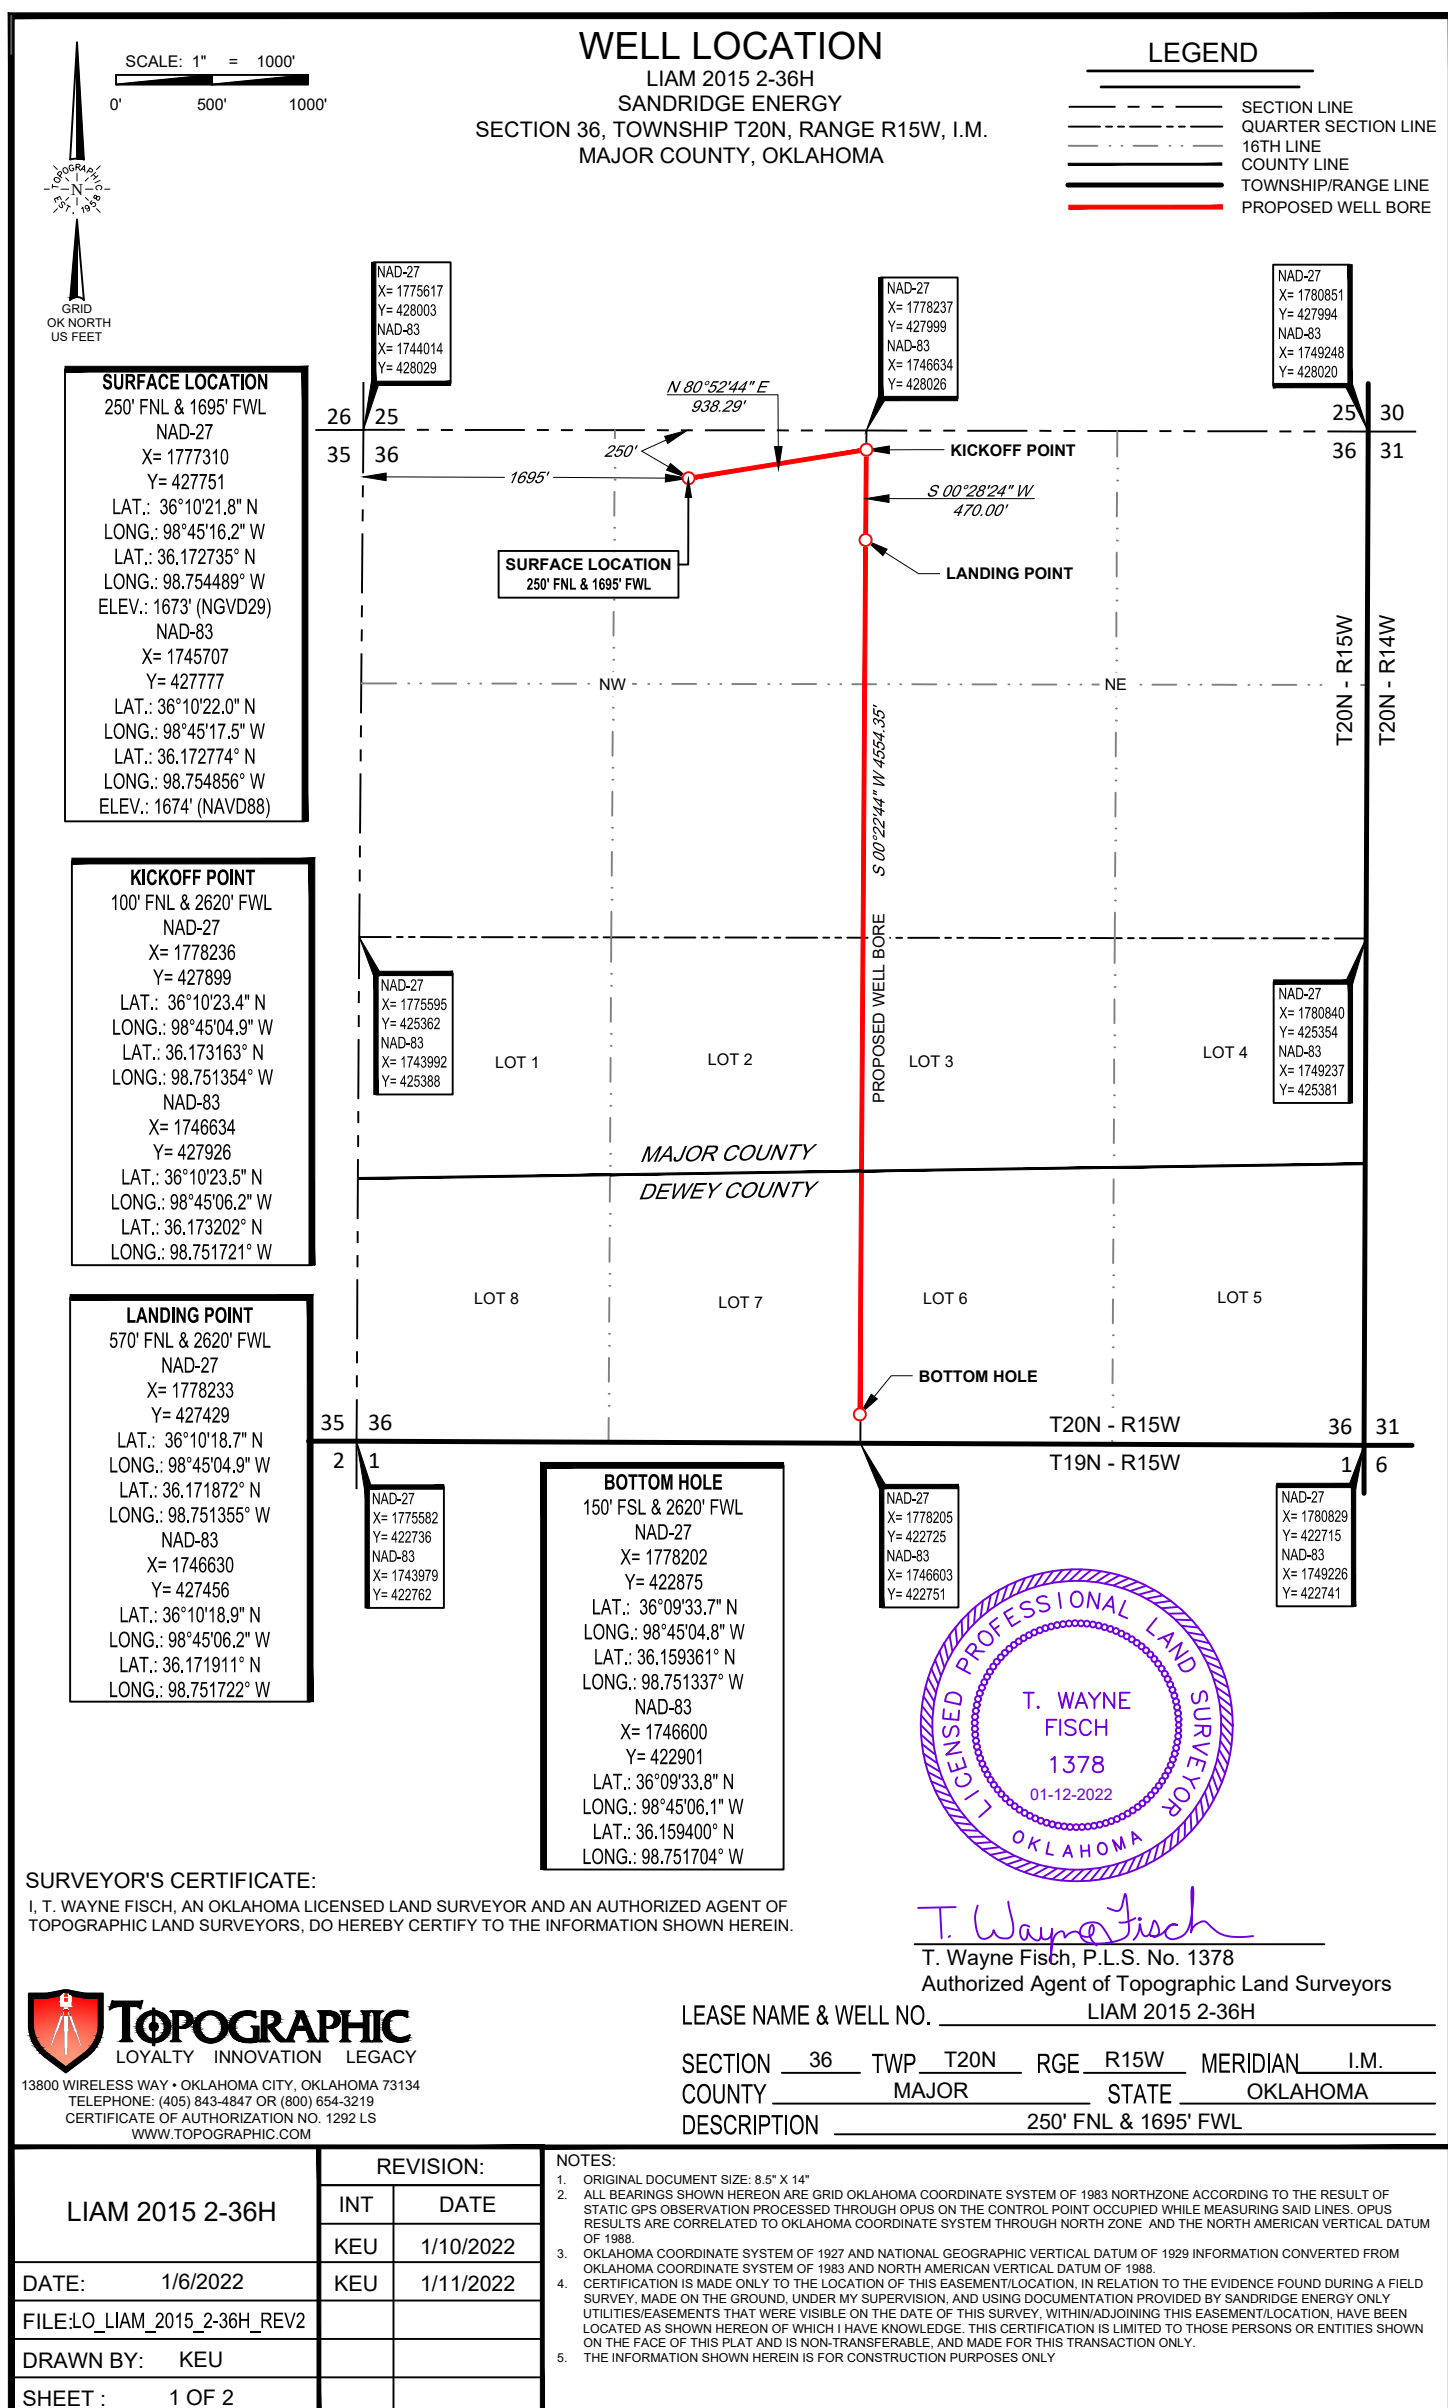 WELL LOCATION
LIAM 2015 2-36H
SANDRIDGE ENERGY
SECTION 36, TOWNSHIP T20N, RANGE R15W, I.M.
MAJOR COUNTY, OKLAHOMA
SCALE: 1" = 1000'
0' 500' 1000'
TOPOGRAPHIC
N
EST. 1958
GRID
OK NORTH
US FEET
LEGEND
SECTION LINE
QUARTER SECTION LINE
16TH LINE
COUNTY LINE
TOWNSHIP/RANGE LINE
PROPOSED WELL BORE
NAD-27
X= 1775617
Y= 428003
NAD-83
X= 1744014
Y= 428029
NAD-27
X= 1778237
Y= 427999
NAD-83
X= 1746634
Y= 428026
NAD-27
X= 1780851
Y= 427994
NAD-83
X= 1749248
Y= 428020
SURFACE LOCATION
250' FNL & 1695' FWL
NAD-27
X= 1777310
Y= 427751
LAT.: 36°10'21.8" N
LONG.: 98°45'16.2" W
LAT.: 36.172735° N
LONG.: 98.754489° W
ELEV.: 1673' (NGVD29)
NAD-83
X= 1745707
Y= 427777
LAT.: 36°10'22.0" N
LONG.: 98°45'17.5" W
LAT.: 36.172774° N
LONG.: 98.754856° W
ELEV.: 1674' (NAVD88)
26 25
35 36
N 80°52'44" E
938.29'
250'
1695'
KICKOFF POINT
S 00°28'24" W
470.00'
LANDING POINT
SURFACE LOCATION
250' FNL & 1695' FWL
25 30
36 31
T20N - R15W
T20N - R14W
NW
NE
S 00°22'44" W 4554.35'
PROPOSED WELL BORE
KICKOFF POINT
100' FNL & 2620' FWL
NAD-27
X= 1778236
Y= 427899
LAT.: 36°10'23.4" N
LONG.: 98°45'04.9" W
LAT.: 36.173163° N
LONG.: 98.751354° W
NAD-83
X= 1746634
Y= 427926
LAT.: 36°10'23.5" N
LONG.: 98°45'06.2" W
LAT.: 36.173202° N
LONG.: 98.751721° W
NAD-27
X= 1775595
Y= 425362
NAD-83
X= 1743992
Y= 425388
NAD-27
X= 1780840
Y= 425354
NAD-83
X= 1749237
Y= 425381
LOT 1
LOT 2
LOT 3
LOT 4
MAJOR COUNTY
DEWEY COUNTY
LOT 8
LOT 7
LOT 6
LOT 5
BOTTOM HOLE
LANDING POINT
570' FNL & 2620' FWL
NAD-27
X= 1778233
Y= 427429
LAT.: 36°10'18.7" N
LONG.: 98°45'04.9" W
LAT.: 36.171872° N
LONG.: 98.751355° W
NAD-83
X= 1746630
Y= 427456
LAT.: 36°10'18.9" N
LONG.: 98°45'06.2" W
LAT.: 36.171911° N
LONG.: 98.751722° W
35 36
2 1
T20N - R15W
T19N - R15W
36 31
1 6
NAD-27
X= 1775582
Y= 422736
NAD-83
X= 1743979
Y= 422762
BOTTOM HOLE
150' FSL & 2620' FWL
NAD-27
X= 1778202
Y= 422875
LAT.: 36°09'33.7" N
LONG.: 98°45'04.8" W
LAT.: 36.159361° N
LONG.: 98.751337° W
NAD-83
X= 1746600
Y= 422901
LAT.: 36°09'33.8" N
LONG.: 98°45'06.1" W
LAT.: 36.159400° N
LONG.: 98.751704° W
NAD-27
X= 1778205
Y= 422725
NAD-83
X= 1746603
Y= 422751
NAD-27
X= 1780829
Y= 422715
NAD-83
X= 1749226
Y= 422741
LICENSED PROFESSIONAL LAND SURVEYOR
T. WAYNE
FISCH
1378
01-12-2022
OKLAHOMA
SURVEYOR'S CERTIFICATE:
I, T. WAYNE FISCH, AN OKLAHOMA LICENSED LAND SURVEYOR AND AN AUTHORIZED AGENT OF
TOPOGRAPHIC LAND SURVEYORS, DO HEREBY CERTIFY TO THE INFORMATION SHOWN HEREIN.
T. Wayne Fisch
T. Wayne Fisch, P.L.S. No. 1378
Authorized Agent of Topographic Land Surveyors
TOPOGRAPHIC
LOYALTY INNOVATION LEGACY
13800 WIRELESS WAY • OKLAHOMA CITY, OKLAHOMA 73134
TELEPHONE: (405) 843-4847 OR (800) 654-3219
CERTIFICATE OF AUTHORIZATION NO. 1292 LS
WWW.TOPOGRAPHIC.COM
LEASE NAME & WELL NO. LIAM 2015 2-36H
SECTION 36 TWP T20N RGE R15W MERIDIAN I.M.
COUNTY MAJOR STATE OKLAHOMA
DESCRIPTION 250' FNL & 1695' FWL
LIAM 2015 2-36H
REVISION:
INT DATE
KEU 1/10/2022
DATE: 1/6/2022
KEU 1/11/2022
FILE:LO_LIAM_2015_2-36H_REV2
DRAWN BY: KEU
SHEET : 1 OF 2
NOTES:
1. ORIGINAL DOCUMENT SIZE: 8.5" X 14"
2. ALL BEARINGS SHOWN HEREON ARE GRID OKLAHOMA COORDINATE SYSTEM OF 1983 NORTHZONE ACCORDING TO THE RESULT OF
STATIC GPS OBSERVATION PROCESSED THROUGH OPUS ON THE CONTROL POINT OCCUPIED WHILE MEASURING SAID LINES. OPUS
RESULTS ARE CORRELATED TO OKLAHOMA COORDINATE SYSTEM THROUGH NORTH ZONE AND THE NORTH AMERICAN VERTICAL DATUM
OF 1988.
3. OKLAHOMA COORDINATE SYSTEM OF 1927 AND NATIONAL GEOGRAPHIC VERTICAL DATUM OF 1929 INFORMATION CONVERTED FROM
OKLAHOMA COORDINATE SYSTEM OF 1983 AND NORTH AMERICAN VERTICAL DATUM OF 1988.
4. CERTIFICATION IS MADE ONLY TO THE LOCATION OF THIS EASEMENT/LOCATION, IN RELATION TO THE EVIDENCE FOUND DURING A FIELD
SURVEY, MADE ON THE GROUND, UNDER MY SUPERVISION, AND USING DOCUMENTATION PROVIDED BY SANDRIDGE ENERGY ONLY
UTILITIES/EASEMENTS THAT WERE VISIBLE ON THE DATE OF THIS SURVEY, WITHIN/ADJOINING THIS EASEMENT/LOCATION, HAVE BEEN
LOCATED AS SHOWN HEREON OF WHICH I HAVE KNOWLEDGE. THIS CERTIFICATION IS LIMITED TO THOSE PERSONS OR ENTITIES SHOWN
ON THE FACE OF THIS PLAT AND IS NON-TRANSFERABLE, AND MADE FOR THIS TRANSACTION ONLY.
5. THE INFORMATION SHOWN HEREIN IS FOR CONSTRUCTION PURPOSES ONLY